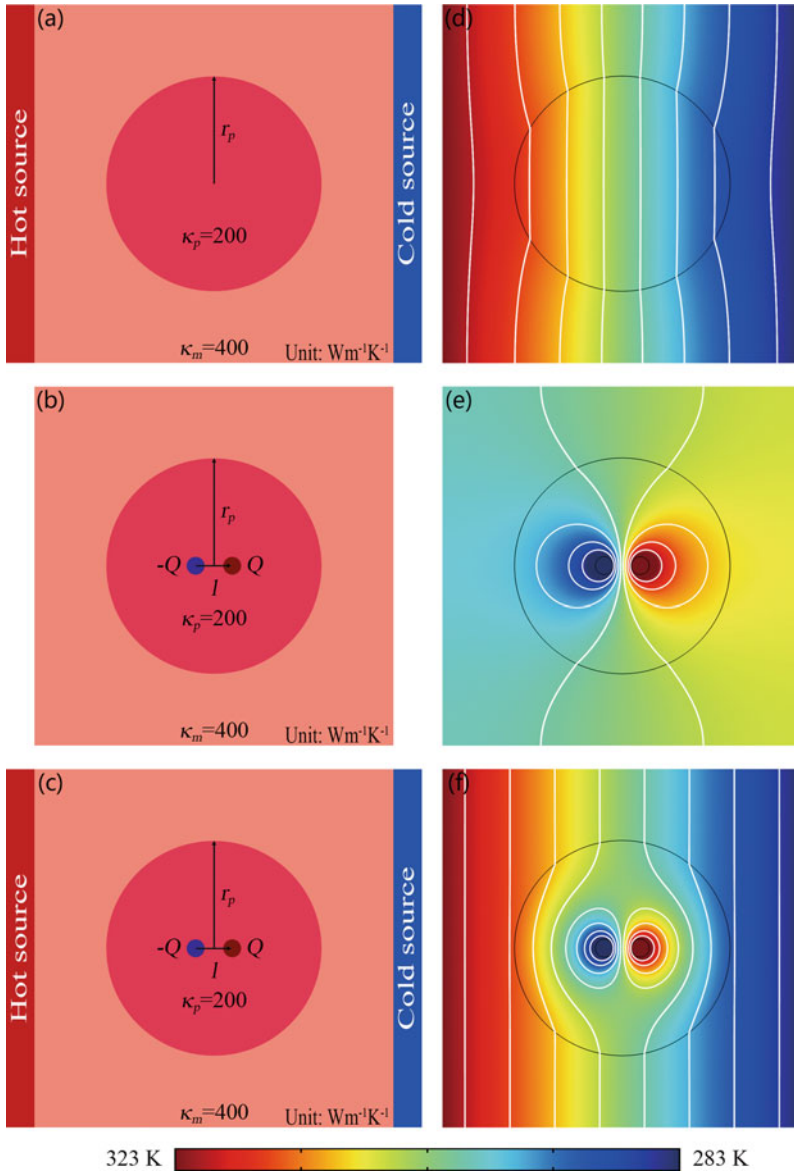 (a)
Hot source
r_p
κ_p=200
κ_m=400
Unit: Wm⁻¹K⁻¹
Cold source
(d)
(b)
r_p
-Q
Q
l
κ_p=200
κ_m=400
Unit: Wm⁻¹K⁻¹
(e)
(c)
Hot source
r_p
-Q
Q
l
κ_p=200
κ_m=400
Unit: Wm⁻¹K⁻¹
Cold source
(f)
323 K
283 K